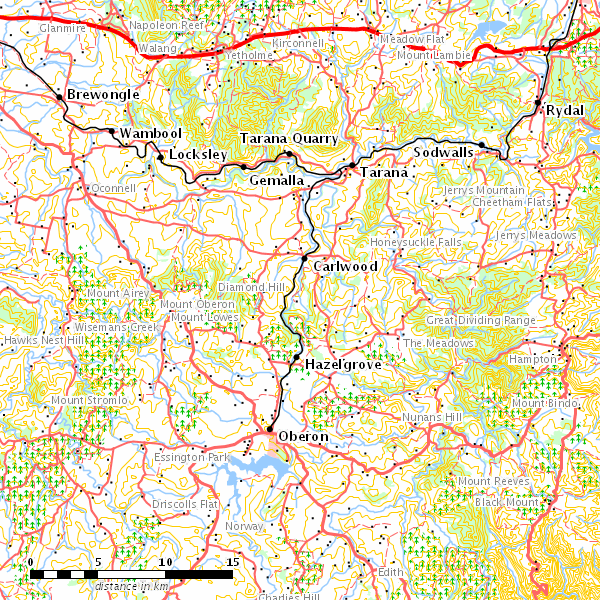 Glanmire
Napoleon Reef
Walang
Yetholme
Kirconnell
Meadow Flat
Mount Lambie
Brewongle
Rydal
Wambool
Tarana Quarry
Locksley
Sodwalls
Gemalla
Tarana
Oconnell
Jerrys Mountain
Cheetham Flats
Jerrys Meadows
Honeysuckle Falls
Carlwood
Diamond Hill
Mount Airey
Mount Oberon
Mount Lowes
Wisemans Creek
Great Dividing Range
Hawks Nest Hill
The Meadows
Hampton
Hazelgrove
Mount Stromlo
Mount Bindo
Nunans Hill
Oberon
Essington Park
Mount Reeves
Black Mount
Driscolls Flat
Norway
0 5 10 15
distance in km
Edith
Charlies Hill